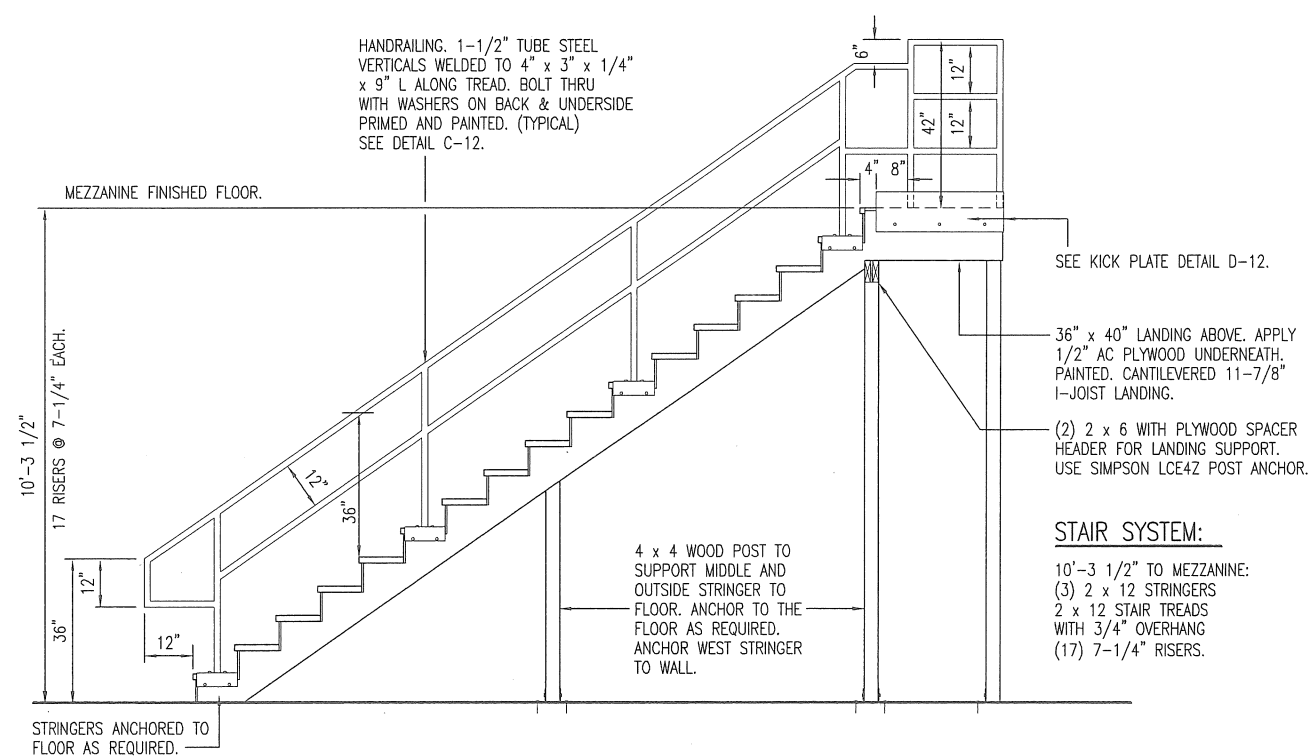 HANDRAILING. 1-1/2" TUBE STEEL
VERTICALS WELDED TO 4" x 3" x 1/4"
x 9" L ALONG TREAD. BOLT THRU
WITH WASHERS ON BACK & UNDERSIDE
PRIMED AND PAINTED. (TYPICAL)
SEE DETAIL C-12.
6"
12"
42"
12"
4"
8"
MEZZANINE FINISHED FLOOR.
SEE KICK PLATE DETAIL D-12.
36" x 40" LANDING ABOVE. APPLY
1/2" AC PLYWOOD UNDERNEATH.
PAINTED. CANTILEVERED 11-7/8"
I-JOIST LANDING.
(2) 2 x 6 WITH PLYWOOD SPACER
HEADER FOR LANDING SUPPORT.
USE SIMPSON LCE4Z POST ANCHOR.
10'-3 1/2"
17 RISERS @ 7-1/4" EACH.
12"
36"
12"
36"
12"
4 x 4 WOOD POST TO
SUPPORT MIDDLE AND
OUTSIDE STRINGER TO
FLOOR. ANCHOR TO THE
FLOOR AS REQUIRED.
ANCHOR WEST STRINGER
TO WALL.
STAIR SYSTEM:
10'-3 1/2" TO MEZZANINE:
(3) 2 x 12 STRINGERS
2 x 12 STAIR TREADS
WITH 3/4" OVERHANG
(17) 7-1/4" RISERS.
STRINGERS ANCHORED TO
FLOOR AS REQUIRED.